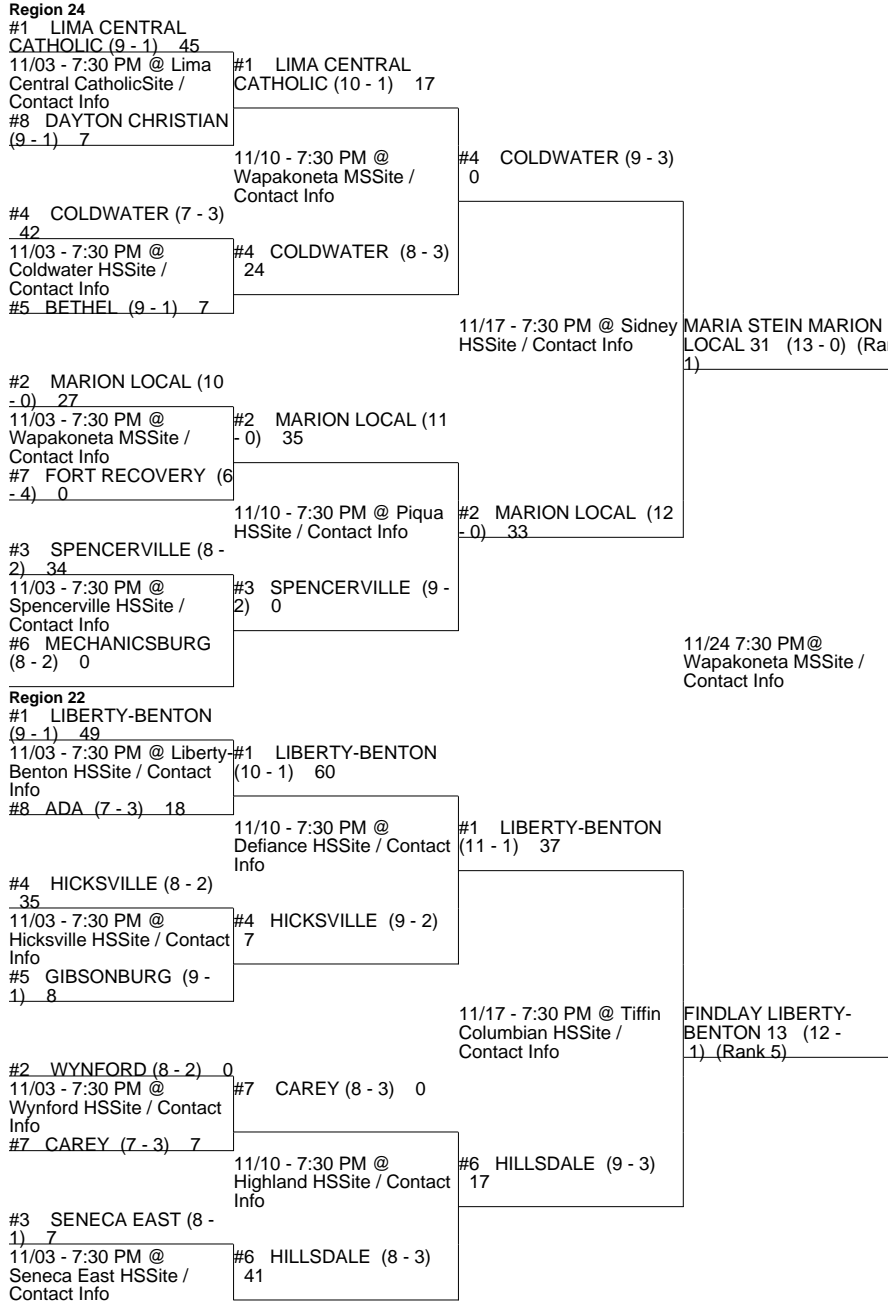 Region 24
#1 LIMA CENTRAL
CATHOLIC (9 - 1) 45
11/03 - 7:30 PM @ Lima
Central CatholicSite /
Contact Info
#8 DAYTON CHRISTIAN
(9 - 1) 7
#1 LIMA CENTRAL
CATHOLIC (10 - 1) 17
11/10 - 7:30 PM @
Wapakoneta MSSite /
Contact Info
#4 COLDWATER (7 - 3)
42
11/03 - 7:30 PM @
Coldwater HSSite /
Contact Info
#5 BETHEL (9 - 1) 7
#4 COLDWATER (8 - 3)
24
#4 COLDWATER (9 - 3)
0
11/17 - 7:30 PM @ Sidney
HSSite / Contact Info
#2 MARION LOCAL (10
- 0) 27
11/03 - 7:30 PM @
Wapakoneta MSSite /
Contact Info
#7 FORT RECOVERY (6
- 4) 0
#2 MARION LOCAL (11
- 0) 35
11/10 - 7:30 PM @ Piqua
HSSite / Contact Info
#3 SPENCERVILLE (8 -
2) 34
11/03 - 7:30 PM @
Spencerville HSSite /
Contact Info
#6 MECHANICSBURG
(8 - 2) 0
#3 SPENCERVILLE (9 -
2) 0
#2 MARION LOCAL (12
- 0) 33
MARIA STEIN MARION
LOCAL 31 (13 - 0) (Ra
1)
11/24 7:30 PM@
Wapakoneta MSSite /
Contact Info
Region 22
#1 LIBERTY-BENTON
(9 - 1) 49
11/03 - 7:30 PM @ Liberty-
Benton HSSite / Contact
Info
#8 ADA (7 - 3) 18
#1 LIBERTY-BENTON
(10 - 1) 60
11/10 - 7:30 PM @
Defiance HSSite / Contact
Info
#4 HICKSVILLE (8 - 2)
35
11/03 - 7:30 PM @
Hicksville HSSite / Contact
Info
#5 GIBSONBURG (9 -
1) 8
#4 HICKSVILLE (9 - 2)
7
#1 LIBERTY-BENTON
(11 - 1) 37
11/17 - 7:30 PM @ Tiffin
Columbian HSSite /
Contact Info
#2 WYNFORD (8 - 2) 0
11/03 - 7:30 PM @
Wynford HSSite / Contact
Info
#7 CAREY (7 - 3) 7
#7 CAREY (8 - 3) 0
11/10 - 7:30 PM @
Highland HSSite / Contact
Info
#3 SENECA EAST (8 -
1) 7
11/03 - 7:30 PM @
Seneca East HSSite /
Contact Info
#6 HILLSDALE (8 - 3)
41
#6 HILLSDALE (9 - 3)
17
FINDLAY LIBERTY-
BENTON 13 (12 -
1) (Rank 5)